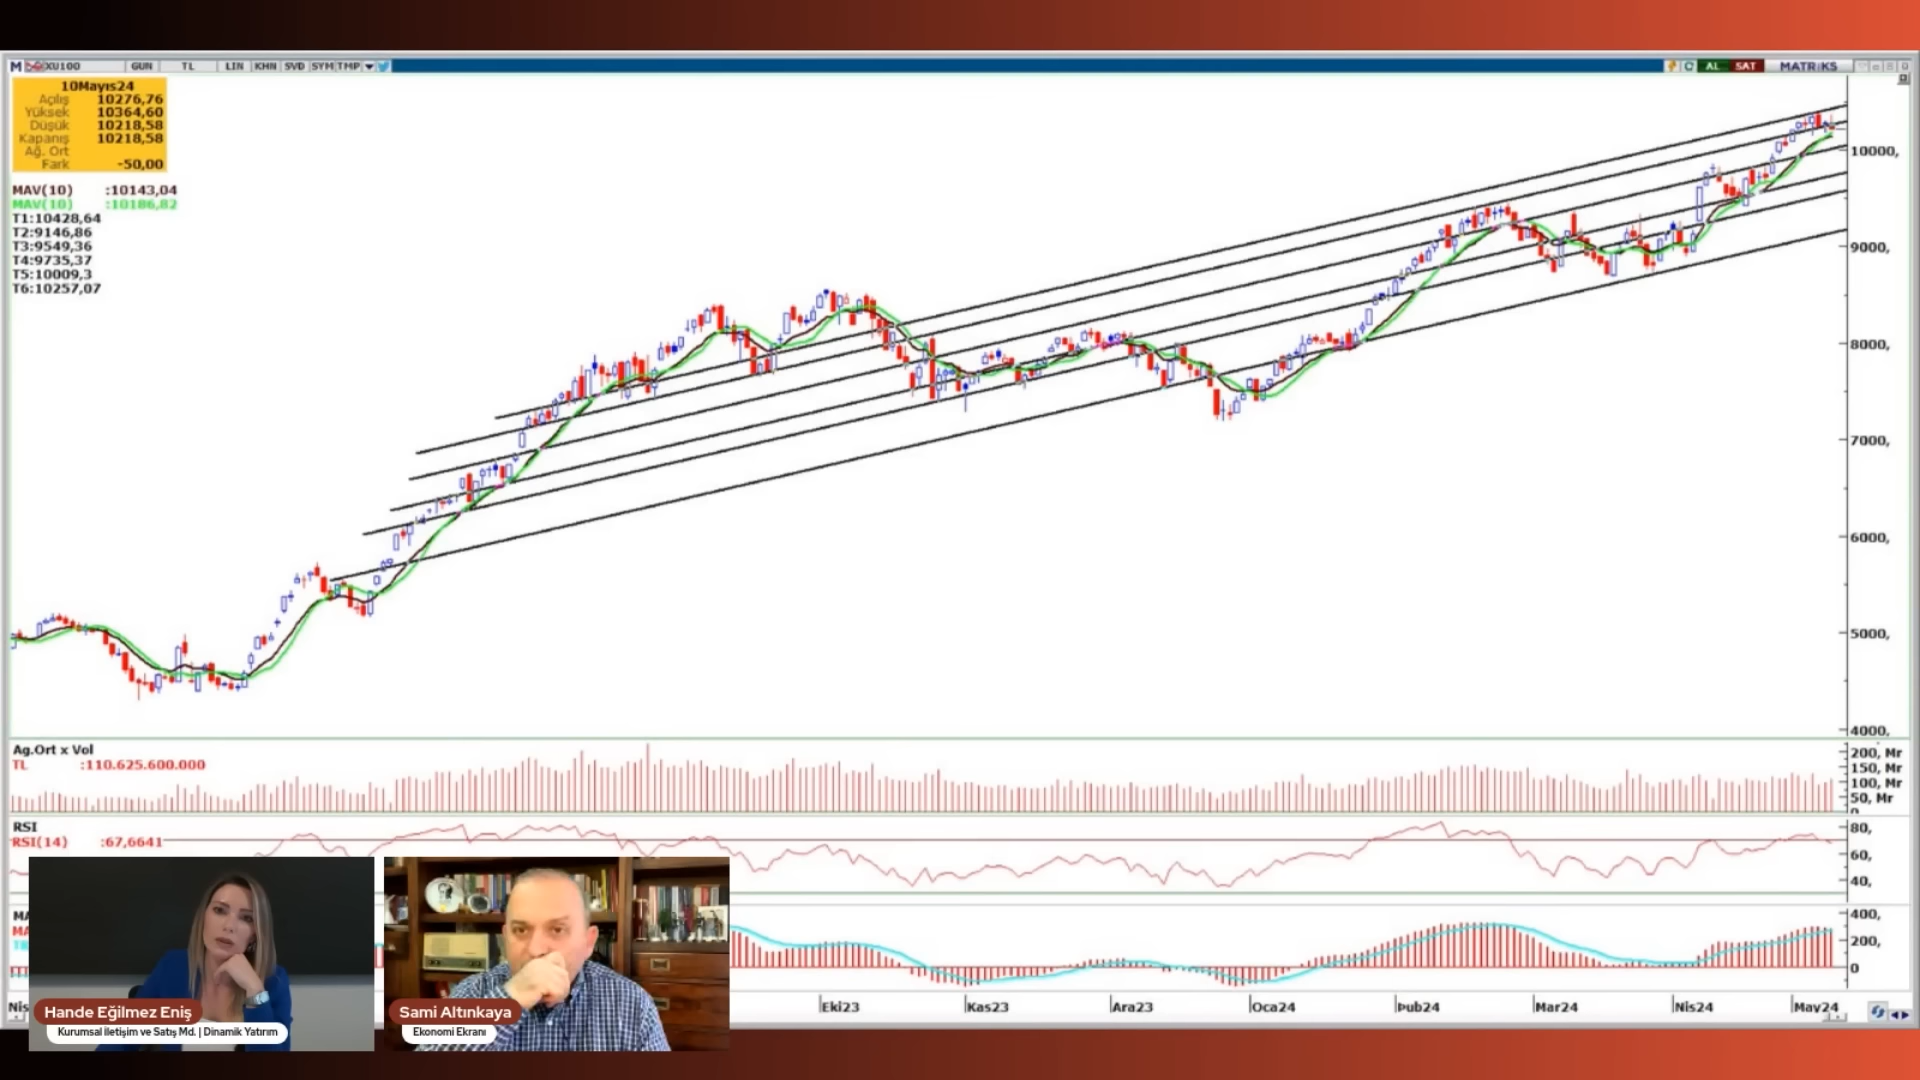 M XU100 GUN TL LIN KHN SVD SYM TMP AL SAT MATRIKS
10Mayıs24
Açılış 10276,76
Yüksek 10364,60
Düşük 10218,58
Kapanış 10218,58
Ağ. Ort
Fark -50,00
MAV(10) :10143,04
MAV(10) :10186,82
T1:10428,64
T2:9146,86
T3:9549,36
T4:9735,37
T5:10009,3
T6:10257,07
10000,
9000,
8000,
7000,
6000,
5000,
4000,
Ag.Ort x Vol
TL :110.625.600.000
200, Mr
150, Mr
100, Mr
50, Mr
0
RSI
RSI(14) :67,6641
80,
60,
40,
MA
MA
400,
200,
0
Nis Eki23 Kas23 Ara23 Oca24 Þub24 Mar24 Nis24 May24
Hande Eğilmez Eniş
Kurumsal İletişim ve Satış Md. | Dinamik Yatırım
Sami Altınkaya
Ekonomi Ekranı